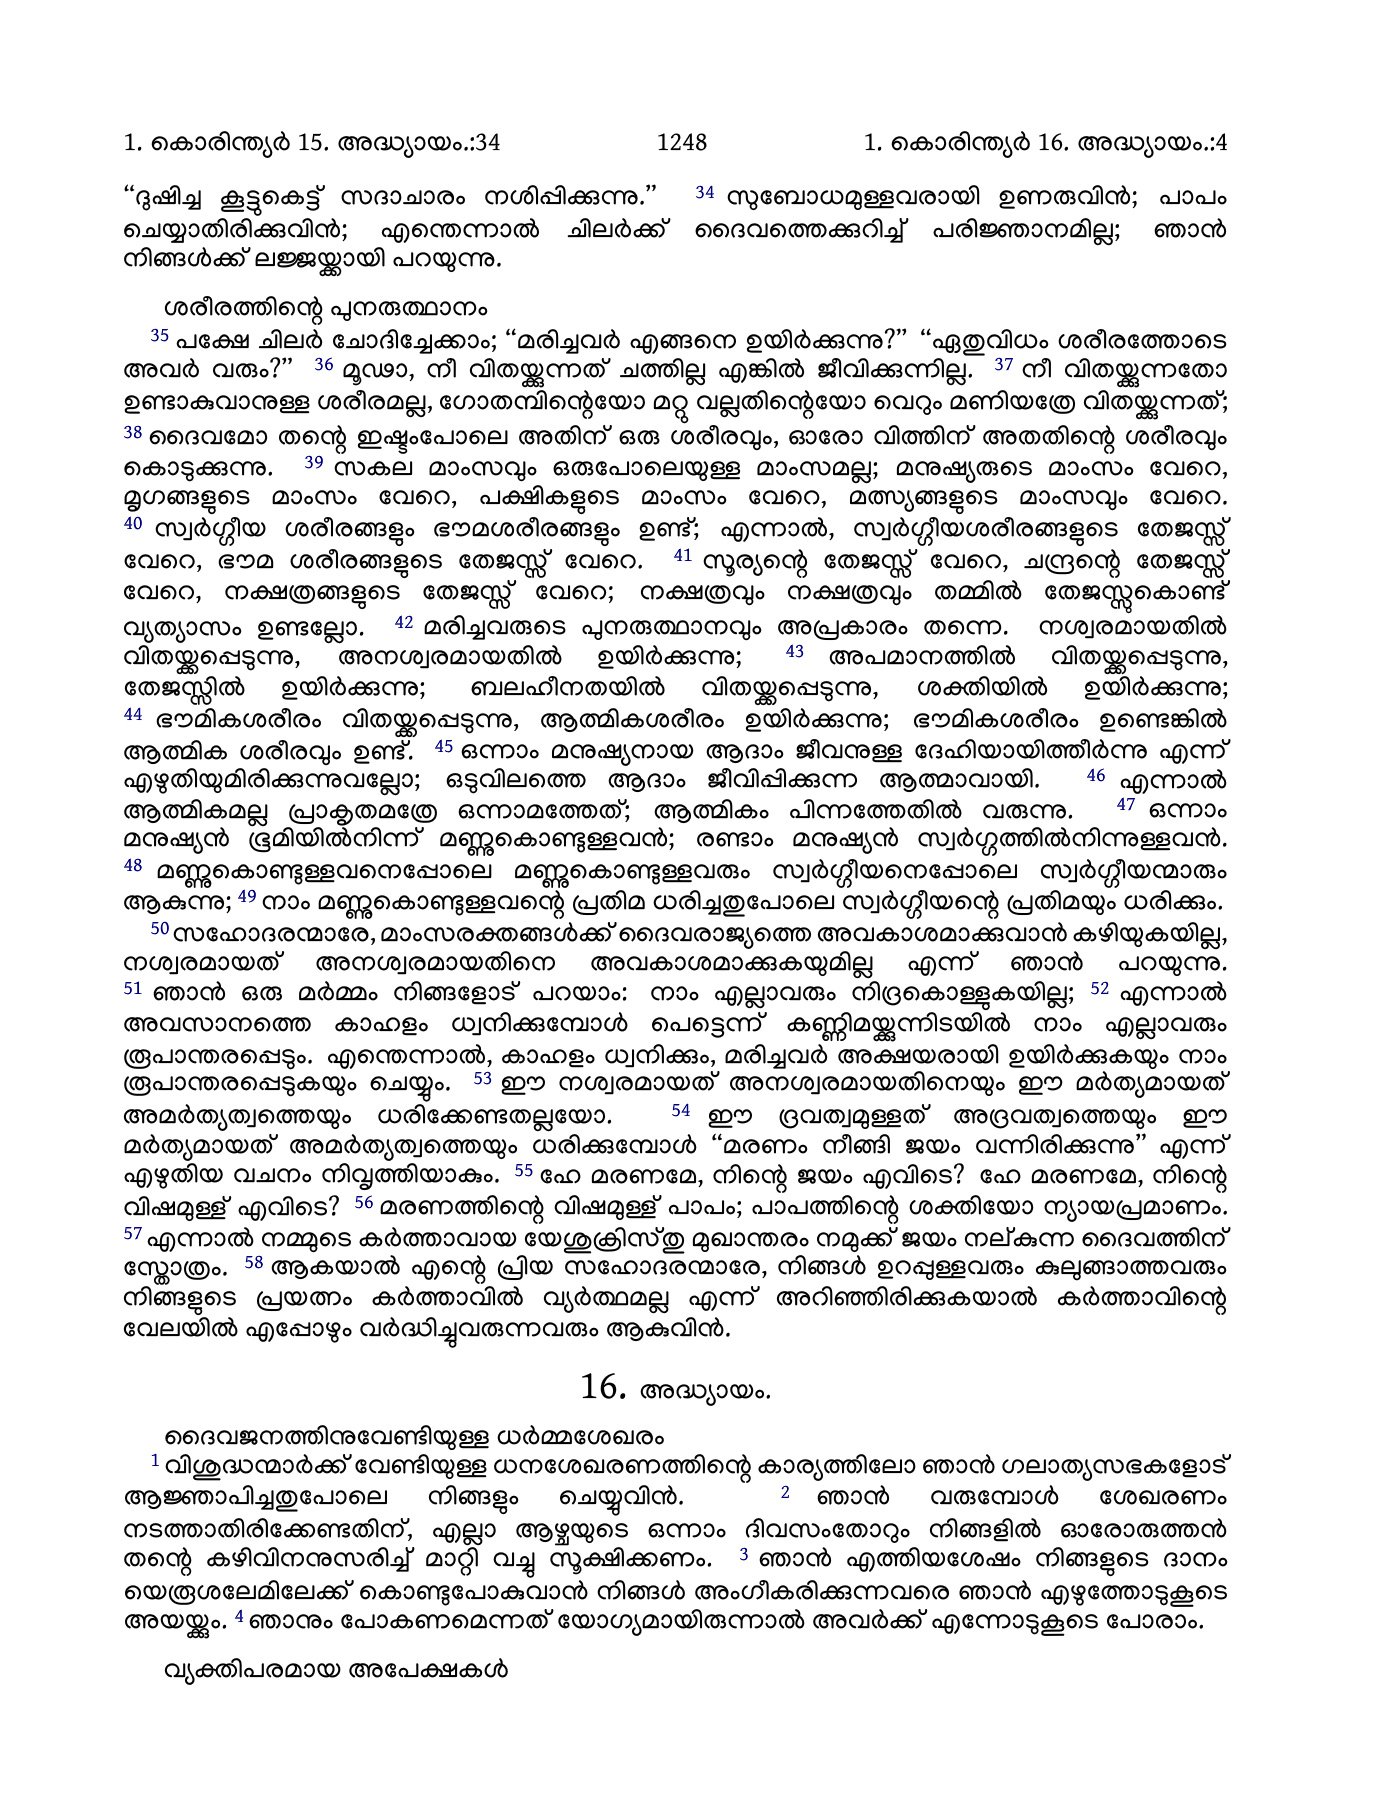 1. കൊരിന്ത്യർ 15. അദ്ധ്യായം.:34 1248 1. കൊരിന്ത്യർ 16. അദ്ധ്യായം.:4
“ദുഷിച്ച കൂട്ടുകെട്ട് സദാചാരം നശിപ്പിക്കുന്നു.” 34 സുബോധമുള്ളവരായി ഉണരുവിൻ; പാപം
ചെയ്യാതിരിക്കുവിൻ; എന്തെന്നാൽ ചിലർക്ക് ദൈവത്തെക്കുറിച്ച് പരിജ്ഞാനമില്ല; ഞാൻ
നിങ്ങൾക്ക് ലജ്ജയ്ക്കായി പറയുന്നു.
ശരീരത്തിന്റെ പുനരുത്ഥാനം
35 പക്ഷേ ചിലർ ചോദിച്ചേക്കാം; “മരിച്ചവർ എങ്ങനെ ഉയിർക്കുന്നു?” “ഏതുവിധം ശരീരത്തോടെ
അവർ വരും?” 36 മൂഢാ, നീ വിതയ്ക്കുന്നത് ചത്തില്ല എങ്കിൽ ജീവിക്കുന്നില്ല. 37 നീ വിതയ്ക്കുന്നതോ
ഉണ്ടാകുവാനുള്ള ശരീരമല്ല, ഗോതമ്പിന്റെയോ മറ്റു വല്ലതിന്റെയോ വെറും മണിയത്രേ വിതയ്ക്കുന്നത്;
38 ദൈവമോ തന്റെ ഇഷ്ടംപോലെ അതിന് ഒരു ശരീരവും, ഓരോ വിത്തിന് അതതിന്റെ ശരീരവും
കൊടുക്കുന്നു. 39 സകല മാംസവും ഒരുപോലെയുള്ള മാംസമല്ല; മനുഷ്യരുടെ മാംസം വേറെ,
മൃഗങ്ങളുടെ മാംസം വേറെ, പക്ഷികളുടെ മാംസം വേറെ, മത്സ്യങ്ങളുടെ മാംസവും വേറെ.
40 സ്വർഗ്ഗീയ ശരീരങ്ങളും ഭൗമശരീരങ്ങളും ഉണ്ട്; എന്നാൽ, സ്വർഗ്ഗീയശരീരങ്ങളുടെ തേജസ്സ്
വേറെ, ഭൗമ ശരീരങ്ങളുടെ തേജസ്സ് വേറെ. 41 സൂര്യന്റെ തേജസ്സ് വേറെ, ചന്ദ്രന്റെ തേജസ്സ്
വേറെ, നക്ഷത്രങ്ങളുടെ തേജസ്സ് വേറെ; നക്ഷത്രവും നക്ഷത്രവും തമ്മിൽ തേജസ്സുകൊണ്ട്
വ്യത്യാസം ഉണ്ടല്ലോ. 42 മരിച്ചവരുടെ പുനരുത്ഥാനവും അപ്രകാരം തന്നെ. നശ്വരമായതിൽ
വിതയ്ക്കപ്പെടുന്നു, അനശ്വരമായതിൽ ഉയിർക്കുന്നു; 43 അപമാനത്തിൽ വിതയ്ക്കപ്പെടുന്നു,
തേജസ്സിൽ ഉയിർക്കുന്നു; ബലഹീനതയിൽ വിതയ്ക്കപ്പെടുന്നു, ശക്തിയിൽ ഉയിർക്കുന്നു;
44 ഭൗമികശരീരം വിതയ്ക്കപ്പെടുന്നു, ആത്മികശരീരം ഉയിർക്കുന്നു; ഭൗമികശരീരം ഉണ്ടെങ്കിൽ
ആത്മിക ശരീരവും ഉണ്ട്. 45 ഒന്നാം മനുഷ്യനായ ആദാം ജീവനുള്ള ദേഹിയായിത്തീർന്നു എന്ന്
എഴുതിയുമിരിക്കുന്നുവല്ലോ; ഒടുവിലത്തെ ആദാം ജീവിപ്പിക്കുന്ന ആത്മാവായി. 46 എന്നാൽ
ആത്മികമല്ല പ്രാകൃതമത്രേ ഒന്നാമത്തേത്; ആത്മികം പിന്നത്തേതിൽ വരുന്നു. 47 ഒന്നാം
മനുഷ്യൻ ഭൂമിയിൽനിന്ന് മണ്ണുകൊണ്ടുള്ളവൻ; രണ്ടാം മനുഷ്യൻ സ്വർഗ്ഗത്തിൽനിന്നുള്ളവൻ.
48 മണ്ണുകൊണ്ടുള്ളവനെപ്പോലെ മണ്ണുകൊണ്ടുള്ളവരും സ്വർഗ്ഗീയനെപ്പോലെ സ്വർഗ്ഗീയന്മാരും
ആകുന്നു; 49 നാം മണ്ണുകൊണ്ടുള്ളവന്റെ പ്രതിമ ധരിച്ചതുപോലെ സ്വർഗ്ഗീയന്റെ പ്രതിമയും ധരിക്കും.
50 സഹോദരന്മാരേ, മാംസരക്തങ്ങൾക്ക് ദൈവരാജ്യത്തെ അവകാശമാക്കുവാൻ കഴിയുകയില്ല,
നശ്വരമായത് അനശ്വരമായതിനെ അവകാശമാക്കുകയുമില്ല എന്ന് ഞാൻ പറയുന്നു.
51 ഞാൻ ഒരു മർമ്മം നിങ്ങളോട് പറയാം: നാം എല്ലാവരും നിദ്രകൊള്ളുകയില്ല; 52 എന്നാൽ
അവസാനത്തെ കാഹളം ധ്വനിക്കുമ്പോൾ പെട്ടെന്ന് കണ്ണിമയ്ക്കുന്നിടയിൽ നാം എല്ലാവരും
രൂപാന്തരപ്പെടും. എന്തെന്നാൽ, കാഹളം ധ്വനിക്കും, മരിച്ചവർ അക്ഷയരായി ഉയിർക്കുകയും നാം
രൂപാന്തരപ്പെടുകയും ചെയ്യും. 53 ഈ നശ്വരമായത് അനശ്വരമായതിനെയും ഈ മർത്യമായത്
അമർത്യത്വത്തെയും ധരിക്കേണ്ടതല്ലയോ. 54 ഈ ദ്രവത്വമുള്ളത് അദ്രവത്വത്തെയും ഈ
മർത്യമായത് അമർത്യത്വത്തെയും ധരിക്കുമ്പോൾ “മരണം നീങ്ങി ജയം വന്നിരിക്കുന്നു” എന്ന്
എഴുതിയ വചനം നിവൃത്തിയാകും. 55 ഹേ മരണമേ, നിന്റെ ജയം എവിടെ? ഹേ മരണമേ, നിന്റെ
വിഷമുള്ള് എവിടെ? 56 മരണത്തിന്റെ വിഷമുള്ള് പാപം; പാപത്തിന്റെ ശക്തിയോ ന്യായപ്രമാണം.
57 എന്നാൽ നമ്മുടെ കർത്താവായ യേശുക്രിസ്തു മുഖാന്തരം നമുക്ക് ജയം നല്കുന്ന ദൈവത്തിന്
സ്തോത്രം. 58 ആകയാൽ എന്റെ പ്രിയ സഹോദരന്മാരേ, നിങ്ങൾ ഉറപ്പുള്ളവരും കുലുങ്ങാത്തവരും
നിങ്ങളുടെ പ്രയത്നം കർത്താവിൽ വ്യർത്ഥമല്ല എന്ന് അറിഞ്ഞിരിക്കുകയാൽ കർത്താവിന്റെ
വേലയിൽ എപ്പോഴും വർദ്ധിച്ചുവരുന്നവരും ആകുവിൻ.
16. അദ്ധ്യായം.
ദൈവജനത്തിനുവേണ്ടിയുള്ള ധർമ്മശേഖരം
1 വിശുദ്ധന്മാർക്ക് വേണ്ടിയുള്ള ധനശേഖരണത്തിന്റെ കാര്യത്തിലോ ഞാൻ ഗലാത്യസഭകളോട്
ആജ്ഞാപിച്ചതുപോലെ നിങ്ങളും ചെയ്യുവിൻ. 2 ഞാൻ വരുമ്പോൾ ശേഖരണം
നടത്താതിരിക്കേണ്ടതിന്, എല്ലാ ആഴ്ചയുടെ ഒന്നാം ദിവസംതോറും നിങ്ങളിൽ ഓരോരുത്തൻ
തന്റെ കഴിവിനനുസരിച്ച് മാറ്റി വച്ചു സൂക്ഷിക്കണം. 3 ഞാൻ എത്തിയശേഷം നിങ്ങളുടെ ദാനം
യെരൂശലേമിലേക്ക് കൊണ്ടുപോകുവാൻ നിങ്ങൾ അംഗീകരിക്കുന്നവരെ ഞാൻ എഴുത്തോടുകൂടെ
അയയ്ക്കും. 4 ഞാനും പോകണമെന്നത് യോഗ്യമായിരുന്നാൽ അവർക്ക് എന്നോടുകൂടെ പോരാം.
വ്യക്തിപരമായ അപേക്ഷകൾ